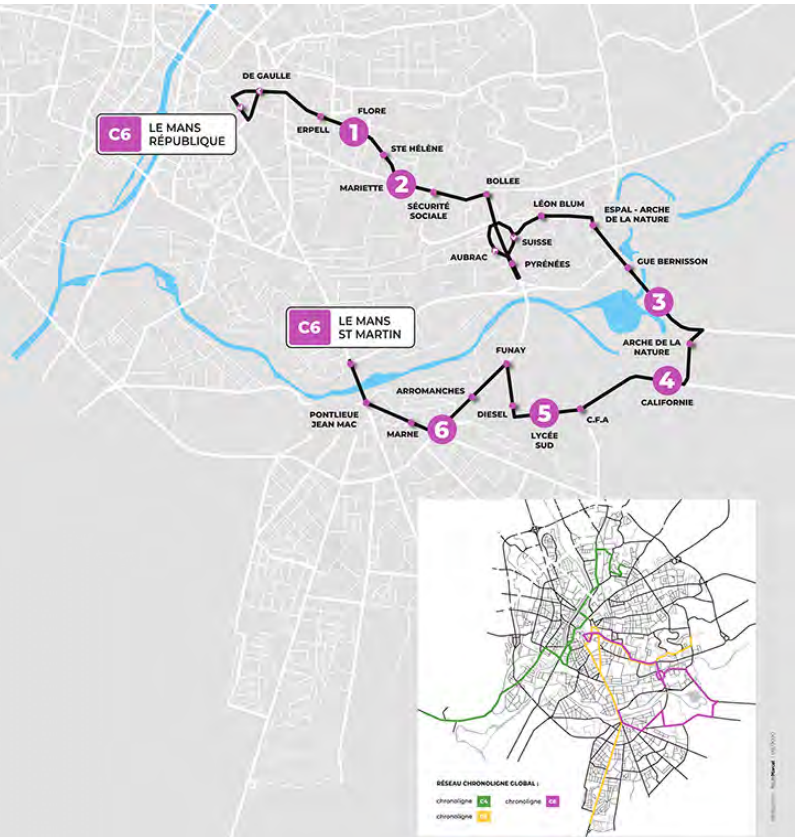 DE GAULLE
FLORE
C6
LE MANS
RÉPUBLIQUE
ERPELL
1
STE HÉLÈNE
MARIETTE
2
SÉCURITÉ
SOCIALE
BOLLEE
LÉON BLUM
ESPAL - ARCHE
DE LA NATURE
SUISSE
AUBRAC
PYRÉNÉES
GUE BERNISSON
3
C6
LE MANS
ST MARTIN
ARCHE DE LA
NATURE
FUNAY
4
CALIFORNIE
ARROMANCHES
PONTLIEUE
JEAN MAC
MARNE
6
DIESEL
5
LYCÉE
SUD
C.F.A
RÉSEAU CHRONOLIGNE GLOBAL :
chronoligne C4
chronoligne C6
chronoligne